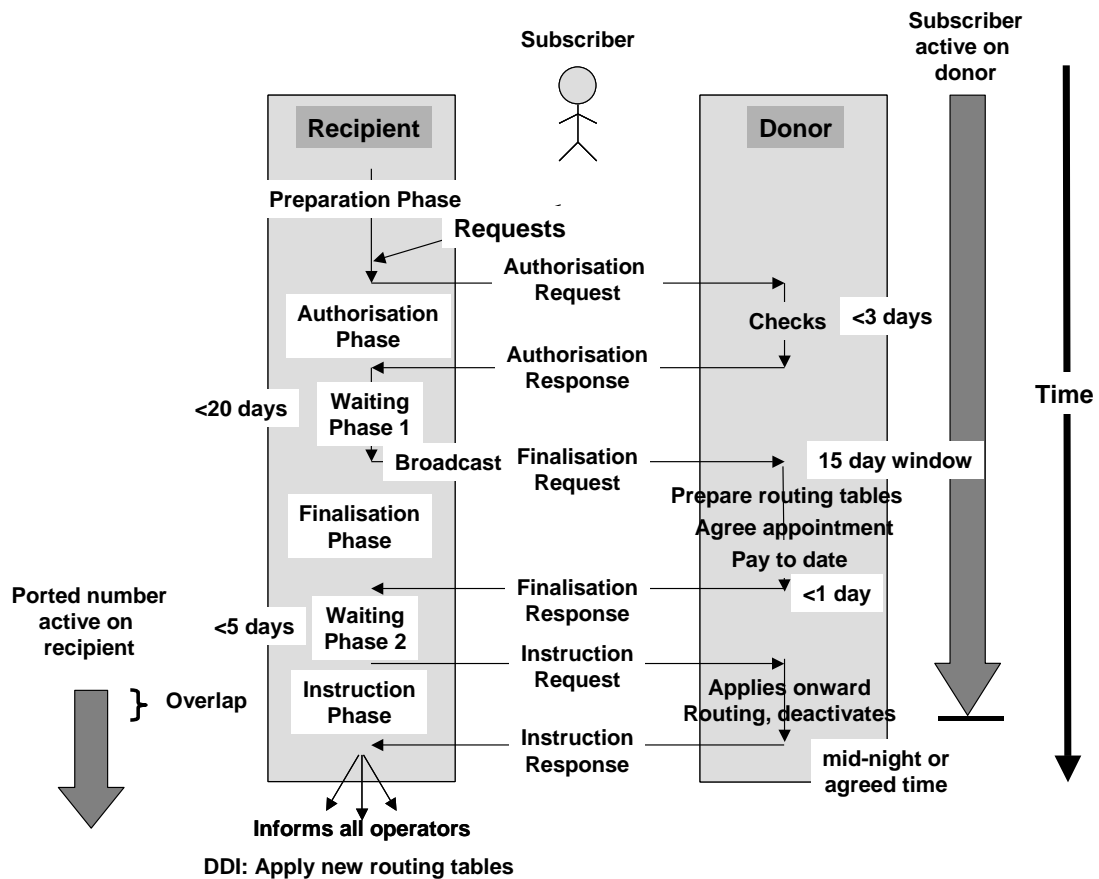 Subscriber
Subscriber
active on
donor
Recipient
Donor
Preparation Phase
Requests
Authorisation
Request
Authorisation
Phase
Checks
<3 days
Authorisation
Response
Time
<20 days
Waiting
Phase 1
Broadcast
Finalisation
Request
15 day window
Prepare routing tables
Finalisation
Phase
Agree appointment
Pay to date
Finalisation
Response
<1 day
Ported number
active on
recipient
<5 days
Waiting
Phase 2
Instruction
Request
Overlap
Instruction
Phase
Applies onward
Routing, deactivates
Instruction
Response
mid-night or
agreed time
Informs all operators
DDI: Apply new routing tables